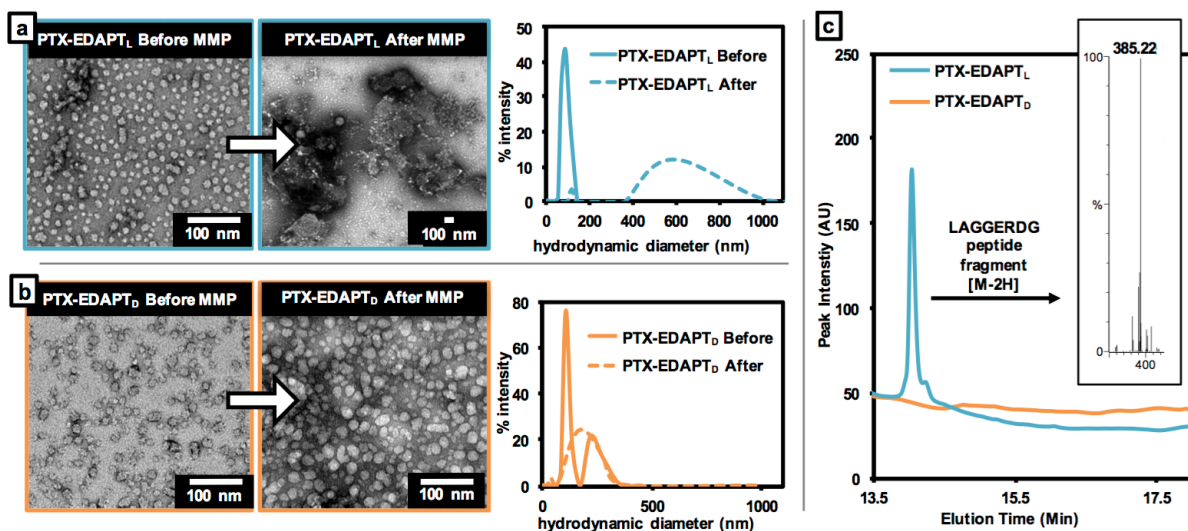 a
PTX-EDAPTL Before MMP
PTX-EDAPTL After MMP
100 nm
100 nm
50
40
30
20
10
0
% intensity
PTX-EDAPTL Before
PTX-EDAPTL After
0 200 400 600 800 1000
hydrodynamic diameter (nm)
b
PTX-EDAPTD Before MMP
PTX-EDAPTD After MMP
100 nm
100 nm
80
60
40
20
0
% intensity
PTX-EDAPTD Before
PTX-EDAPTD After
0 500 1000
hydrodynamic diameter (nm)
c
250
200
150
100
50
0
Peak Intenstiy (AU)
PTX-EDAPTL
PTX-EDAPTD
LAGGERDG
peptide
fragment
[M-2H]
385.22
100
%
0
400
13.5 15.5 17.5
Elution Time (Min)